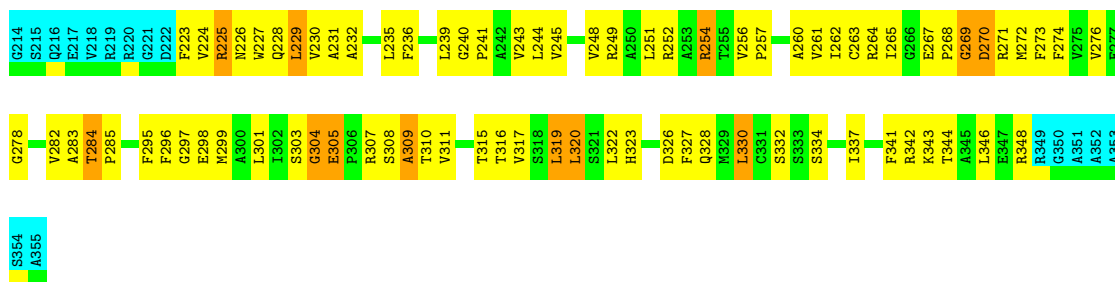 G214 S215 Q216 E217 V218 R219 R220 G221 D222 F223 V224 R225 N226 W227 Q228 L229 V230 A231 A232 L235 F236 L239 G240 P241 A242 V243 L244 V245 V248 R249 A250 L251 R252 A253 R254 T255 V256 P257 A260 V261 I262 C263 R264 I265 G266 E267 P268 G269 D270 R271 M272 F273 F274 V275 V276 E277
G278 V282 A283 T284 P285 F295 F296 G297 E298 M299 A300 L301 I302 S303 G304 E305 P306 R307 S308 A309 T310 V311 T315 T316 V317 S318 L319 L320 S321 L322 H323 D326 F327 Q328 M329 L330 C331 S332 S333 S334 I337 F341 R342 K343 T344 A345 L346 E347 R348 R349 G350 A351 A352 A353
S354 A355